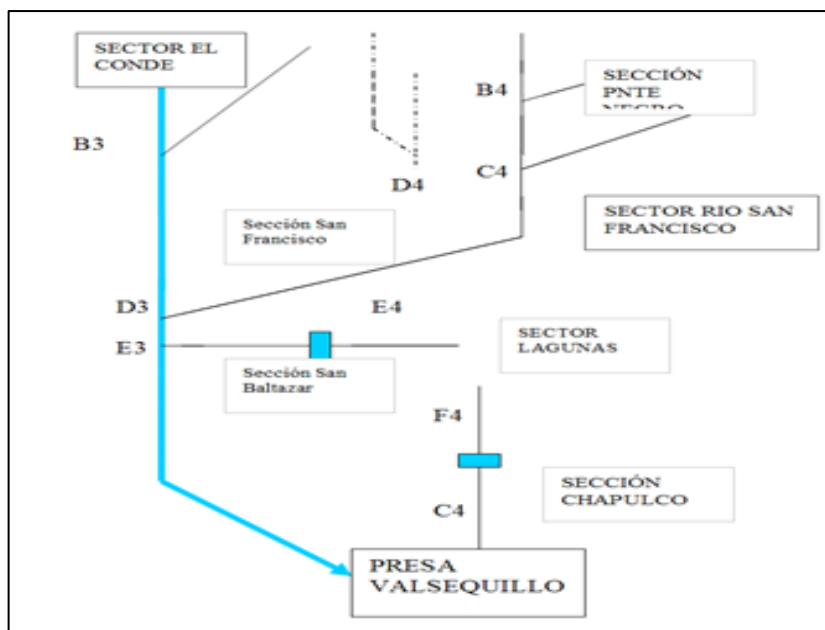 SECTOR EL
CONDE
B3
B4
SECCIÓN
PNTE
NEGRO
C4
D4
Sección San
Francisco
SECTOR RIO SAN
FRANCISCO
D3
E4
E3
SECTOR
LAGUNAS
Sección San
Baltazar
F4
SECCIÓN
CHAPULCO
C4
PRESA
VALSEQUILLO